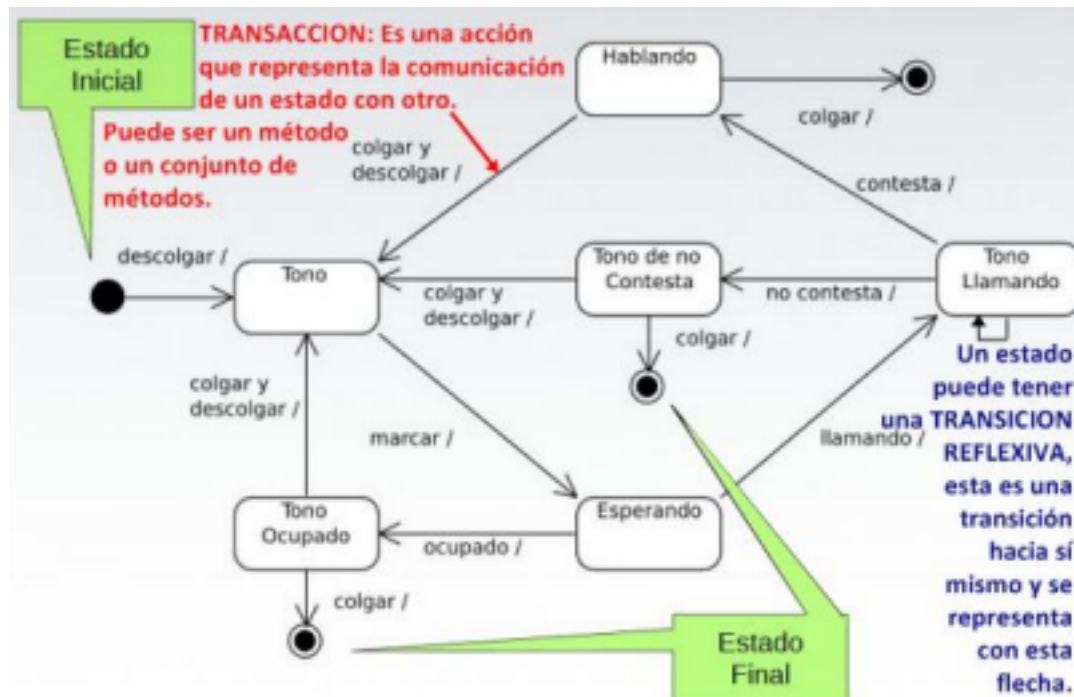 Estado
Inicial
TRANSACCION: Es una acción
que representa la comunicación
de un estado con otro.
Puede ser un método
o un conjunto de
métodos.
colgar y
descolgar /
Hablando
colgar /
contesta /
descolgar /
Tono
colgar y
descolgar /
Tono de no
Contesta
no contesta /
Tono
Llamando
colgar /
colgar y
descolgar /
marcar /
llamando /
Un estado
puede tener
una TRANSICION
REFLEXIVA,
esta es una
transición
hacia sí
mismo y se
representa
con esta
flecha.
Tono
Ocupado
ocupado /
Esperando
colgar /
Estado
Final